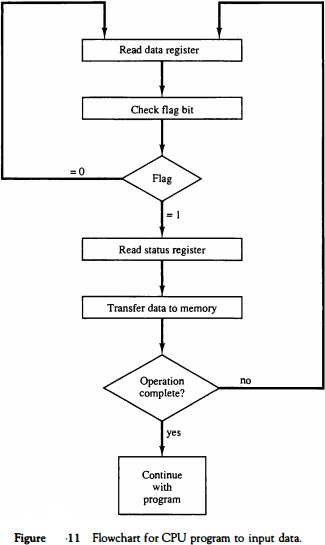 Read data register
Check flag bit
Flag
= 0
= 1
Read status register
Transfer data to memory
Operation
complete?
no
yes
Continue
with
program
Figure ·11 Flowchart for CPU program to input data.